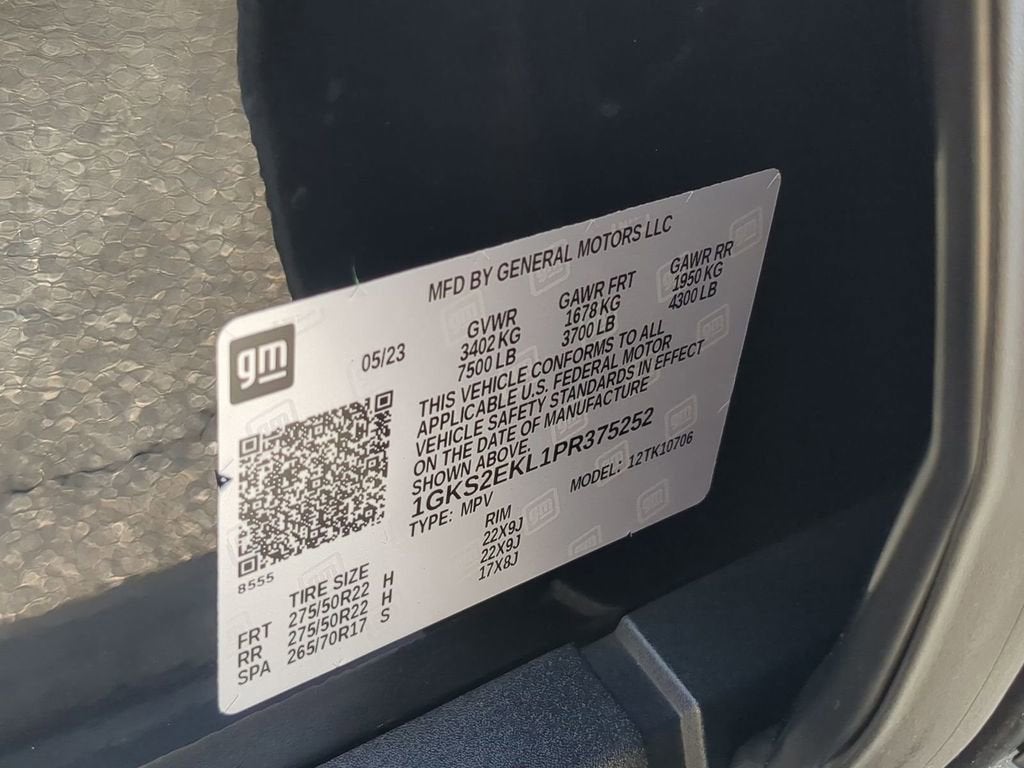 MFD BY GENERAL MOTORS LLC
gm
05/23
GVWR GAWR FRT GAWR RR
3402 KG 1678 KG 1950 KG
7500 LB 3700 LB 4300 LB
THIS VEHICLE CONFORMS TO ALL
APPLICABLE U.S. FEDERAL MOTOR
VEHICLE SAFETY STANDARDS IN EFFECT
ON THE DATE OF MANUFACTURE
SHOWN ABOVE.
1GKS2EKL1PR375252
TYPE: MPV MODEL: 12TK10706
8555
TIRE SIZE RIM
FRT 275/50R22 H 22X9J
RR 275/50R22 H 22X9J
SPA 265/70R17 S 17X8J